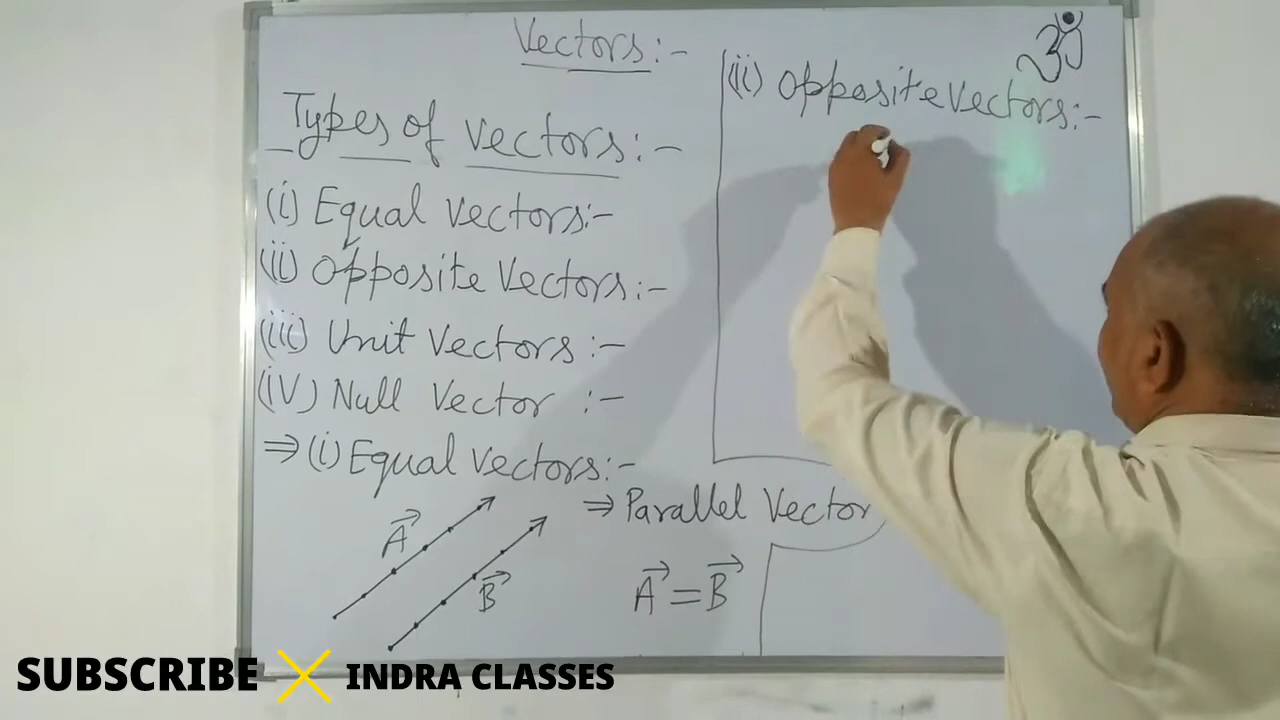 Vectors:-
Types of vectors:-
(i) Equal vectors:-
(ii) Opposite Vectors:-
(iii) Unit Vectors:-
(iv) Null Vector :-
⇒ (i) Equal vectors:-
A⃗
B⃗
⇒ Parallel Vector
A⃗ = B⃗
(ii) Opposite Vectors:-
ॐ
SUBSCRIBE INDRA CLASSES